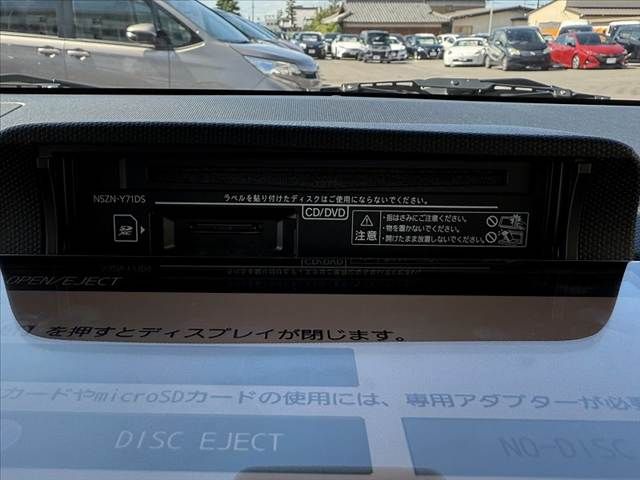 NSZN-Y71DS
ラベルを貼り付けたディスクはご使用にならないでください。
CD/DVD
注意
・指はさみにご注意ください。
・物を置かないでください。
・開けたまま放置しないでください。
OPEN/EJECT
を押すとディスプレイが閉じます。
カードやmicroSDカードの使用には、専用アダプターが必
DISC EJECT
NO-DISC